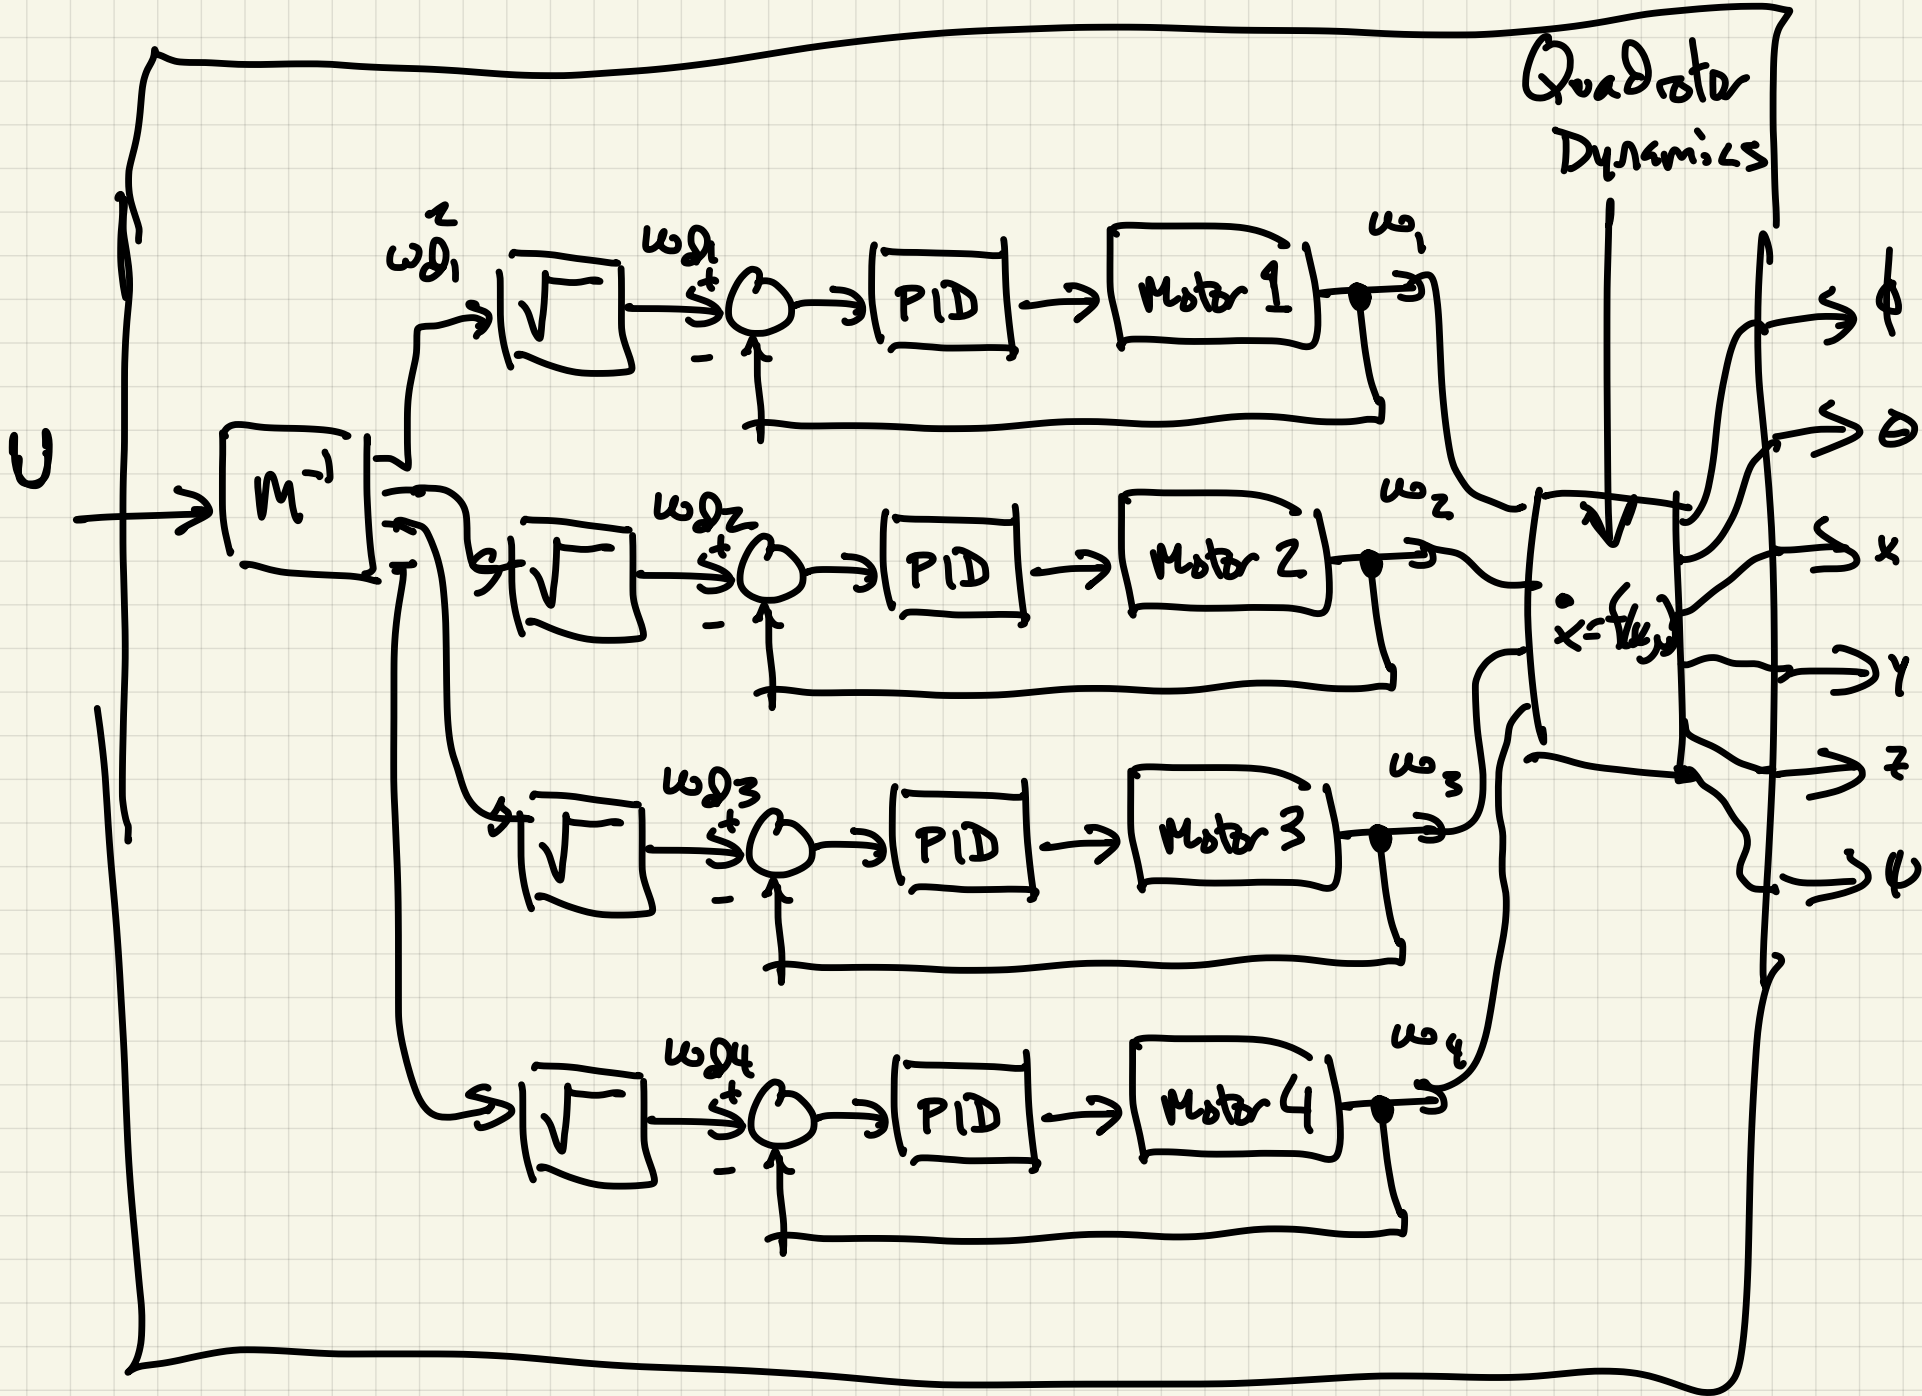 Quadrotor
Dynamics
U
M⁻¹
ωd₁²
√
ωd₁
+
-
PID
Motor 1
ω₁
√
ωd2
+
-
PID
Motor 2
ω₂
√
ωd3
+
-
PID
Motor 3
ω₃
√
ωd4
+
-
PID
Motor 4
ω₄
ϕ
θ
x
y
z
ψ